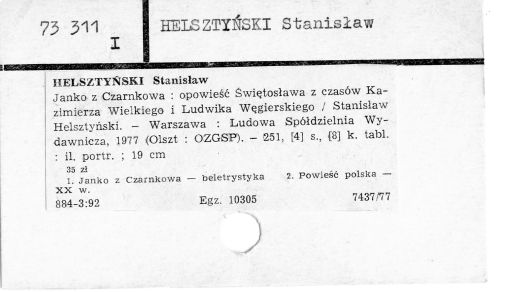 73 311 I
HELSZTYŃSKI Stanisław
HELSZTYŃSKI Stanisław
Janko z Czarnkowa : opowieść Świętosława z czasów Ka-
zimierza Wielkiego i Ludwika Węgierskiego / Stanisław
Helsztyński. – Warszawa : Ludowa Spółdzielnia Wy-
dawnicza, 1977 (Olszt : OZGSP). – 251, [4] s., {8] k. tabl.
: il. portr. ; 19 cm
35 zł
1. Janko z Czarnkowa — beletrystyka 2. Powieść polska —
XX w.
884-3:92 Egz. 10305 7437/77